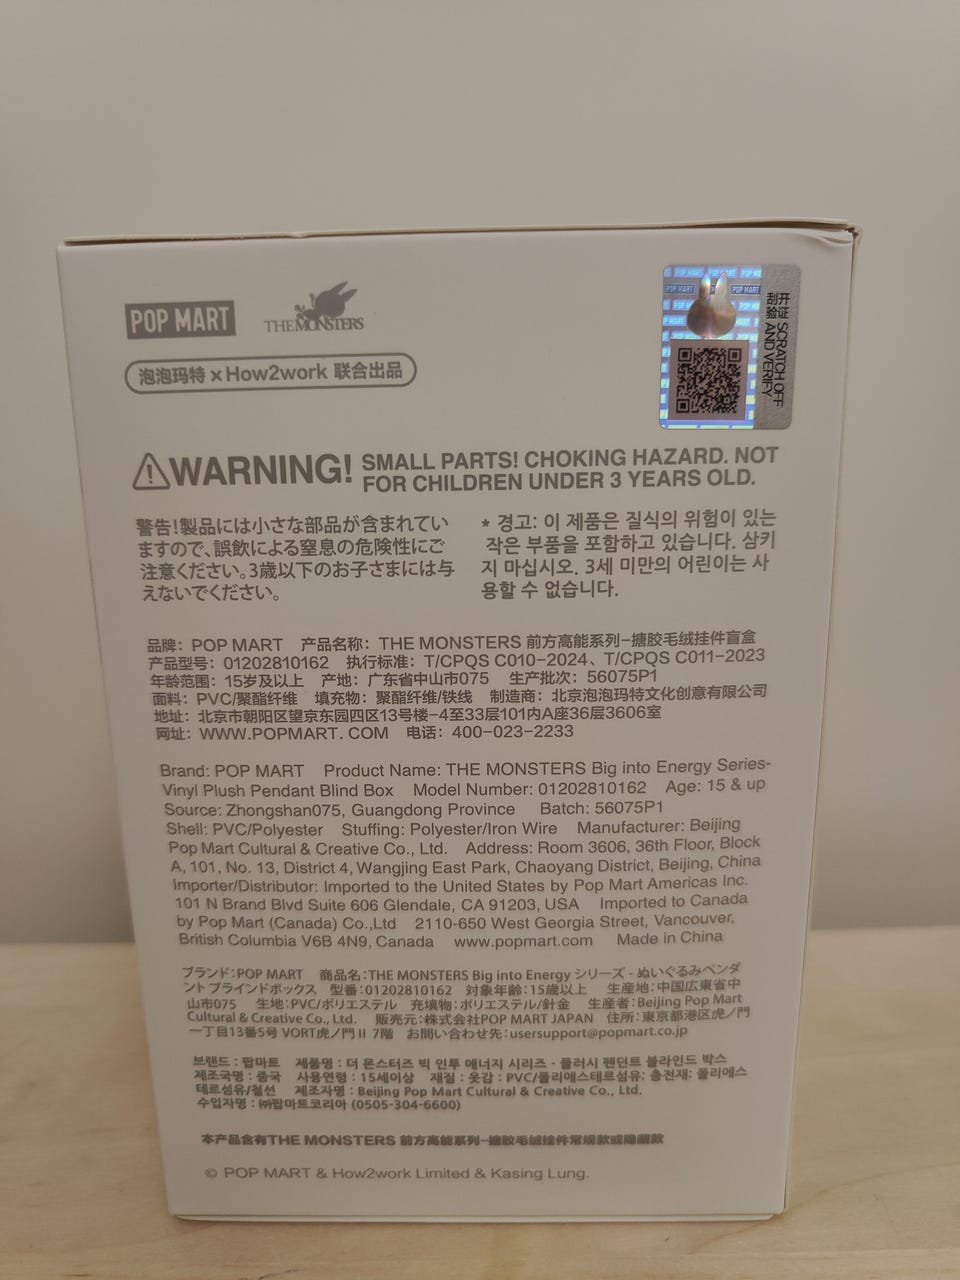 POP MART
THE MONSTERS
泡泡玛特×How2work 联合出品
POP MART
开证 SCRATCH OFF
刮验 AND VERIFY
WARNING! SMALL PARTS! CHOKING HAZARD. NOT
FOR CHILDREN UNDER 3 YEARS OLD.
警告!製品には小さな部品が含まれてい
ますので、誤飲による窒息の危険性にご
注意ください。3歳以下のお子さまには与
えないでください。
* 경고: 이 제품은 질식의 위험이 있는
작은 부품을 포함하고 있습니다. 삼키
지 마십시오. 3세 미만의 어린이는 사
용할 수 없습니다.
品牌: POP MART 产品名称: THE MONSTERS 前方高能系列-搪胶毛绒挂件盲盒
产品型号: 01202810162 执行标准: T/CPQS C010-2024、T/CPQS C011-2023
年龄范围: 15岁及以上 产地: 广东省中山市075 生产批次: 56075P1
面料: PVC/聚酯纤维 填充物: 聚酯纤维/铁线 制造商: 北京泡泡玛特文化创意有限公司
地址: 北京市朝阳区望京东园四区13号楼-4至33层101内A座36层3606室
网址: WWW.POPMART. COM 电话: 400-023-2233
Brand: POP MART Product Name: THE MONSTERS Big into Energy Series-
Vinyl Plush Pendant Blind Box Model Number: 01202810162 Age: 15 & up
Source: Zhongshan075, Guangdong Province Batch: 56075P1
Shell: PVC/Polyester Stuffing: Polyester/Iron Wire Manufacturer: Beijing
Pop Mart Cultural & Creative Co., Ltd. Address: Room 3606, 36th Floor, Block
A, 101, No. 13, District 4, Wangjing East Park, Chaoyang District, Beijing, China
Importer/Distributor: Imported to the United States by Pop Mart Americas Inc.
101 N Brand Blvd Suite 606 Glendale, CA 91203, USA Imported to Canada
by Pop Mart (Canada) Co.,Ltd 2110-650 West Georgia Street, Vancouver,
British Columbia V6B 4N9, Canada www.popmart.com Made in China
ブランド:POP MART 商品名:THE MONSTERS Big into Energy シリーズ - ぬいぐるみペンダ
ント ブラインドボックス 型番:01202810162 対象年齢:15歳以上 生産地:中国広東省中
山市075 生地:PVC/ポリエステル 充填物:ポリエステル/針金 生産者:Beijing Pop Mart
Cultural & Creative Co., Ltd. 販売元:株式会社POP MART JAPAN 住所:東京都港区虎ノ門
一丁目13番5号 VORT虎ノ門Ⅱ 7階 お問い合わせ先:usersupport@popmart.co.jp
브랜드 : 팝마트 제품명 : 더 몬스터즈 빅 인투 에너지 시리즈 - 플러시 펜던트 블라인드 박스
제조국명 : 중국 사용연령 : 15세이상 재질 : 옷감 : PVC/폴리에스테르섬유; 충전재: 폴리에스
테르섬유/철선 제조자명 : Beijing Pop Mart Cultural & Creative Co., Ltd.
수입자명 : ㈜팝마트코리아 (0505-304-6600)
本产品含有THE MONSTERS 前方高能系列-搪胶毛绒挂件常规款或隐藏款
© POP MART & How2work Limited & Kasing Lung.